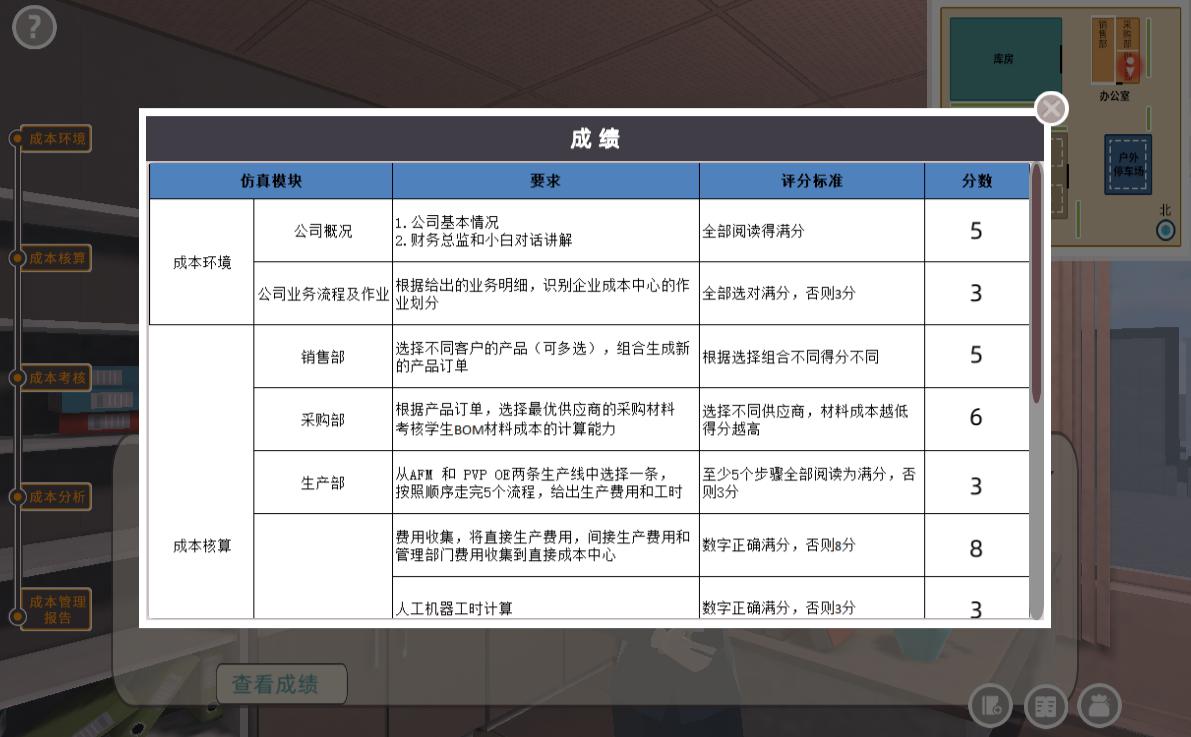 ?
库房
销售部
采购部
办公室
户外
停车场
北
成本环境
成本核算
成本考核
成本分析
成本管理
报告
成绩
仿真模块 要求 评分标准 分数
成本环境
公司概况
1. 公司基本情况
2. 财务总监和小白对话讲解
全部阅读得满分
5
公司业务流程及作业
根据给出的业务明细，识别企业成本中心的作
业划分
全部选对满分，否则3分
3
成本核算
销售部
选择不同客户的产品（可多选），组合生成新
的产品订单
根据选择组合不同得分不同
5
采购部
根据产品订单，选择最优供应商的采购材料
考核学生BOM材料成本的计算能力
选择不同供应商，材料成本越低
得分越高
6
生产部
从AFM 和 PVP OE两条生产线中选择一条，
按照顺序走完5个流程，给出生产费用和工时
至少5个步骤全部阅读为满分，否
则3分
3
费用收集，将直接生产费用，间接生产费用和
管理部门费用收集到直接成本中心
数字正确满分，否则8分
8
人工机器工时计算
数字正确满分，否则3分
3
查看成绩